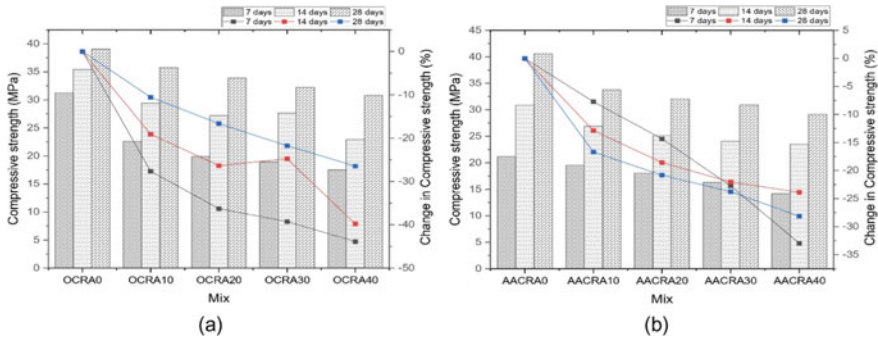 7 days 14 days 28 days
7 days 14 days 28 days
Compressive strength (MPa)
40
35
30
25
20
15
10
5
0
0
-10
-20
-30
-40
-50
Change in Compressive strength (%)
OCRA0 OCRA10 OCRA20 OCRA30 OCRA40
Mix
(a)
7 days 14 days 28 days
7 days 14 days 28 days
Compressive strength (MPa)
45
40
35
30
25
20
15
10
5
0
5
0
-5
-10
-15
-20
-25
-30
-35
Change in Compressive strength (%)
AACRA0 AACRA10 AACRA20 AACRA30 AACRA40
Mix
(b)